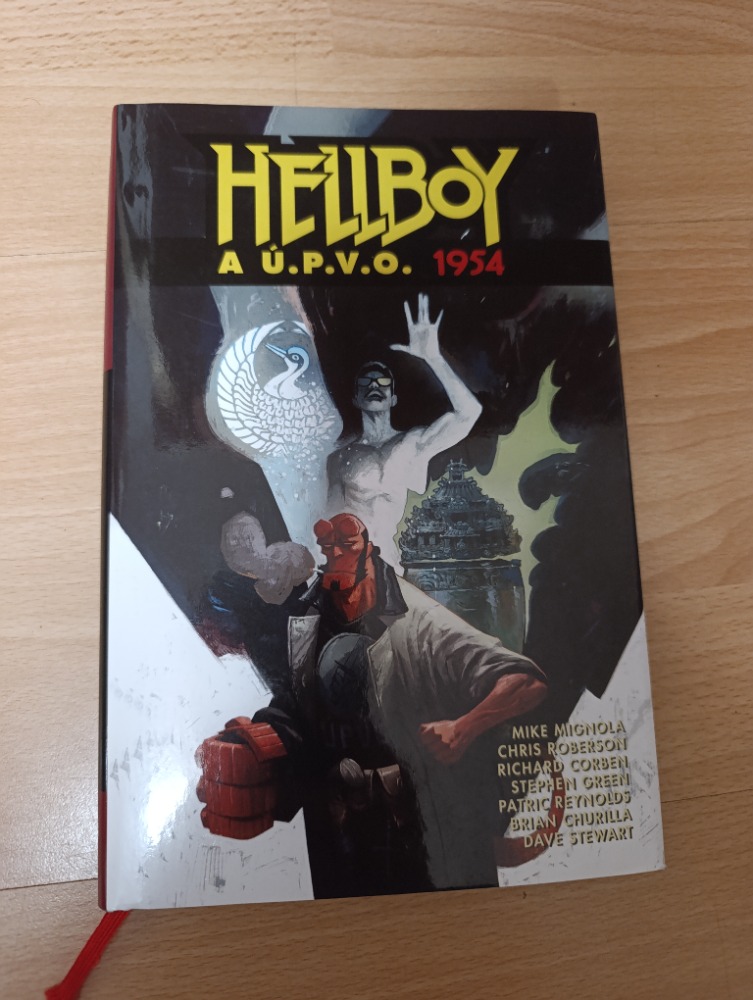 HELLBOY
A Ú.P.V.O. 1954
MIKE MIGNOLA
CHRIS ROBERSON
RICHARD CORBEN
STEPHEN GREEN
PATRIC REYNOLDS
BRIAN CHURILLA
DAVE STEWART